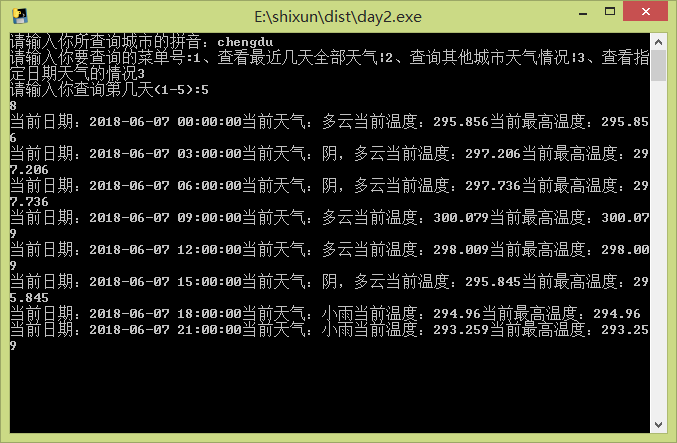 E:\shixun\dist\day2.exe
请输入你所查询城市的拼音：chengdu
请输入你要查询的菜单号:1、查看最近几天全部天气|2、查询其他城市天气情况|3、查看指
定日期天气的情况3
请输入你查询第几天(1-5):5
8
当前日期：2018-06-07 00:00:00当前天气：多云当前温度：295.856当前最高温度：295.85
6
当前日期：2018-06-07 03:00:00当前天气：阴，多云当前温度：297.206当前最高温度：29
7.206
当前日期：2018-06-07 06:00:00当前天气：阴，多云当前温度：297.736当前最高温度：29
7.736
当前日期：2018-06-07 09:00:00当前天气：多云当前温度：300.079当前最高温度：300.07
9
当前日期：2018-06-07 12:00:00当前天气：多云当前温度：298.009当前最高温度：298.00
9
当前日期：2018-06-07 15:00:00当前天气：阴，多云当前温度：295.845当前最高温度：29
5.845
当前日期：2018-06-07 18:00:00当前天气：小雨当前温度：294.96当前最高温度：294.96
当前日期：2018-06-07 21:00:00当前天气：小雨当前温度：293.259当前最高温度：293.25
9